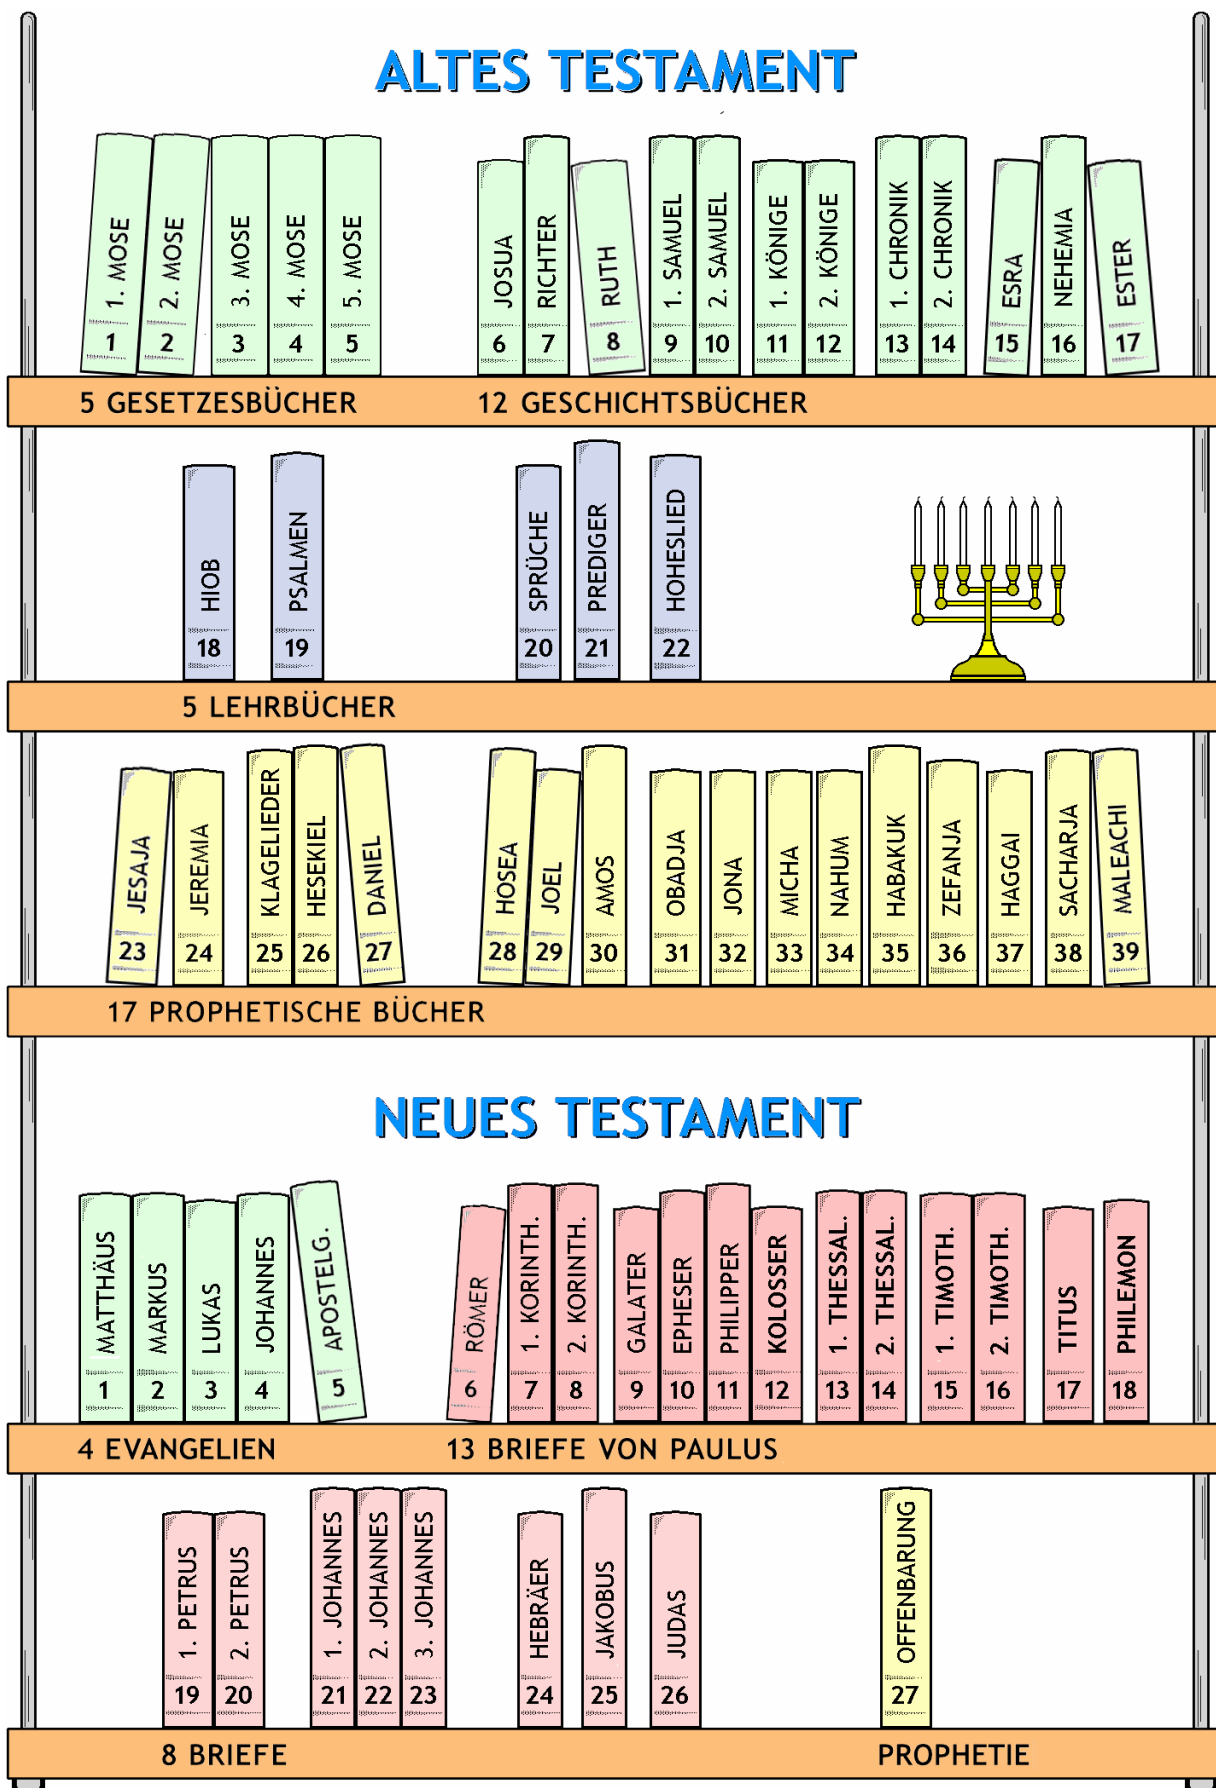 ALTES TESTAMENT
1. MOSE
1
2. MOSE
2
3. MOSE
3
4. MOSE
4
5. MOSE
5
JOSUA
6
RICHTER
7
RUTH
8
1. SAMUEL
9
2. SAMUEL
10
1. KÖNIGE
11
2. KÖNIGE
12
1. CHRONIK
13
2. CHRONIK
14
ESRA
15
NEHEMIA
16
ESTER
17
5 GESETZESBÜCHER
12 GESCHICHTSBÜCHER
HIOB
18
PSALMEN
19
SPRÜCHE
20
PREDIGER
21
HOHESLIED
22
5 LEHRBÜCHER
JESAJA
23
JEREMIA
24
KLAGELIEDER
25
HESEKIEL
26
DANIEL
27
HOSEA
28
JOEL
29
AMOS
30
OBADJA
31
JONA
32
MICHA
33
NAHUM
34
HABAKUK
35
ZEFANJA
36
HAGGAI
37
SACHARJA
38
MALEACHI
39
17 PROPHETISCHE BÜCHER
NEUES TESTAMENT
MATTHÄUS
1
MARKUS
2
LUKAS
3
JOHANNES
4
APOSTELG.
5
RÖMER
6
1. KORINTH.
7
2. KORINTH.
8
GALATER
9
EPHESER
10
PHILIPPER
11
KOLOSSER
12
1. THESSAL.
13
2. THESSAL.
14
1. TIMOTH.
15
2. TIMOTH.
16
TITUS
17
PHILEMON
18
4 EVANGELIEN
13 BRIEFE VON PAULUS
1. PETRUS
19
2. PETRUS
20
1. JOHANNES
21
2. JOHANNES
22
3. JOHANNES
23
HEBRÄER
24
JAKOBUS
25
JUDAS
26
OFFENBARUNG
27
8 BRIEFE
PROPHETIE